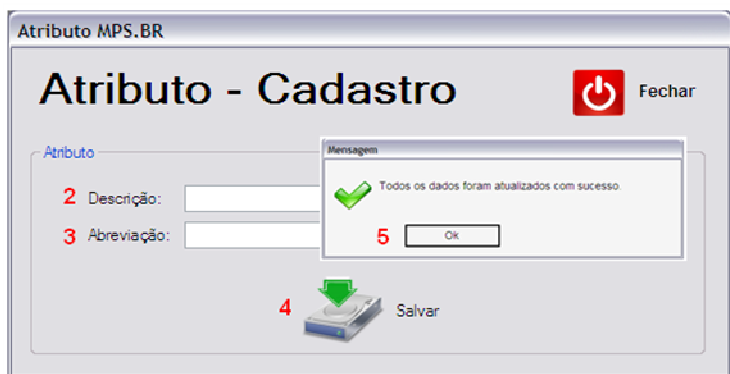 Atributo MPS.BR
Atributo - Cadastro
Fechar
Atributo
Mensagem
Todos os dados foram atualizados com sucesso.
2 Descrição:
3 Abreviação:
5 Ok
4 Salvar